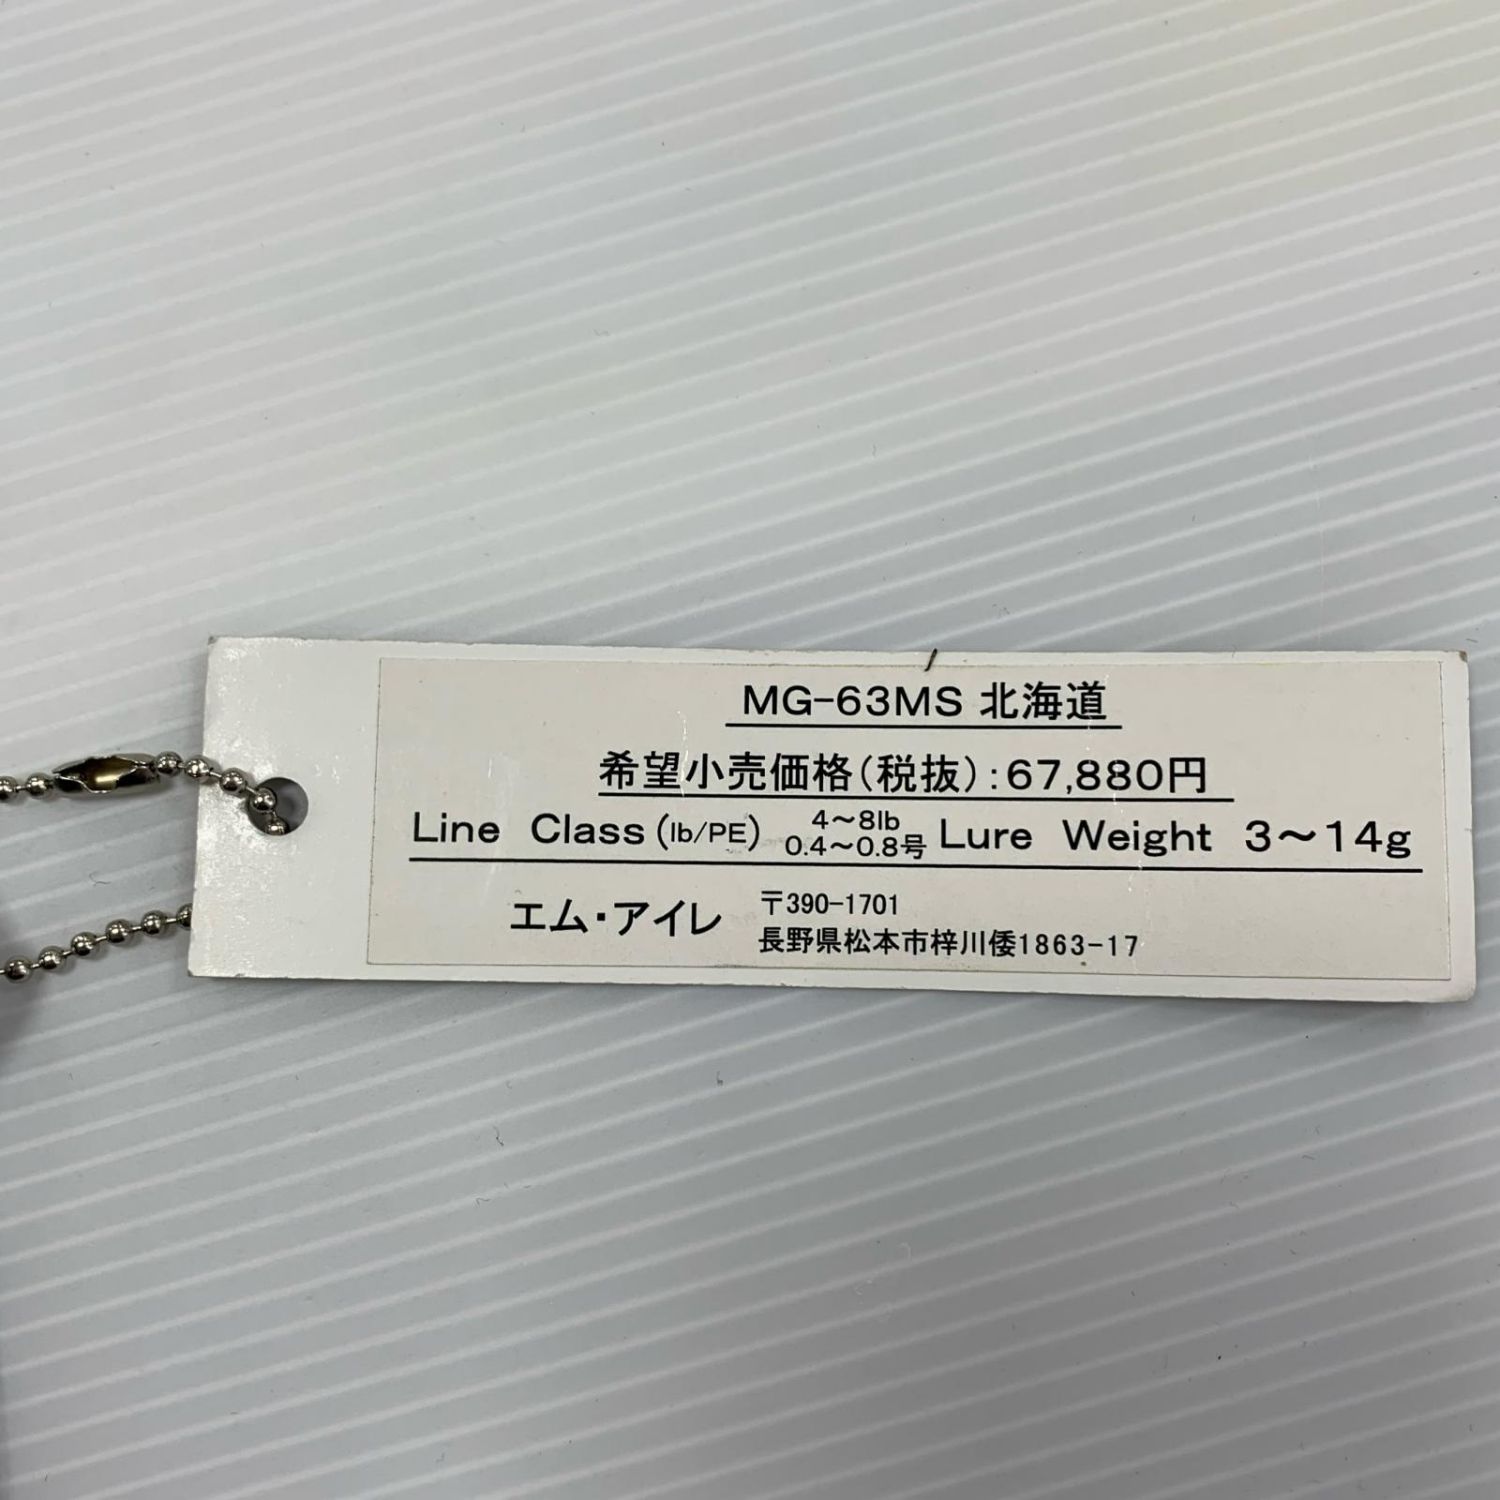 MG-63MS 北海道
希望小売価格(税抜):67,880円
Line Class(lb/PE) 4～8lb 0.4～0.8号 Lure Weight 3～14g
エム・アイレ
〒390-1701
長野県松本市梓川倭1863-17